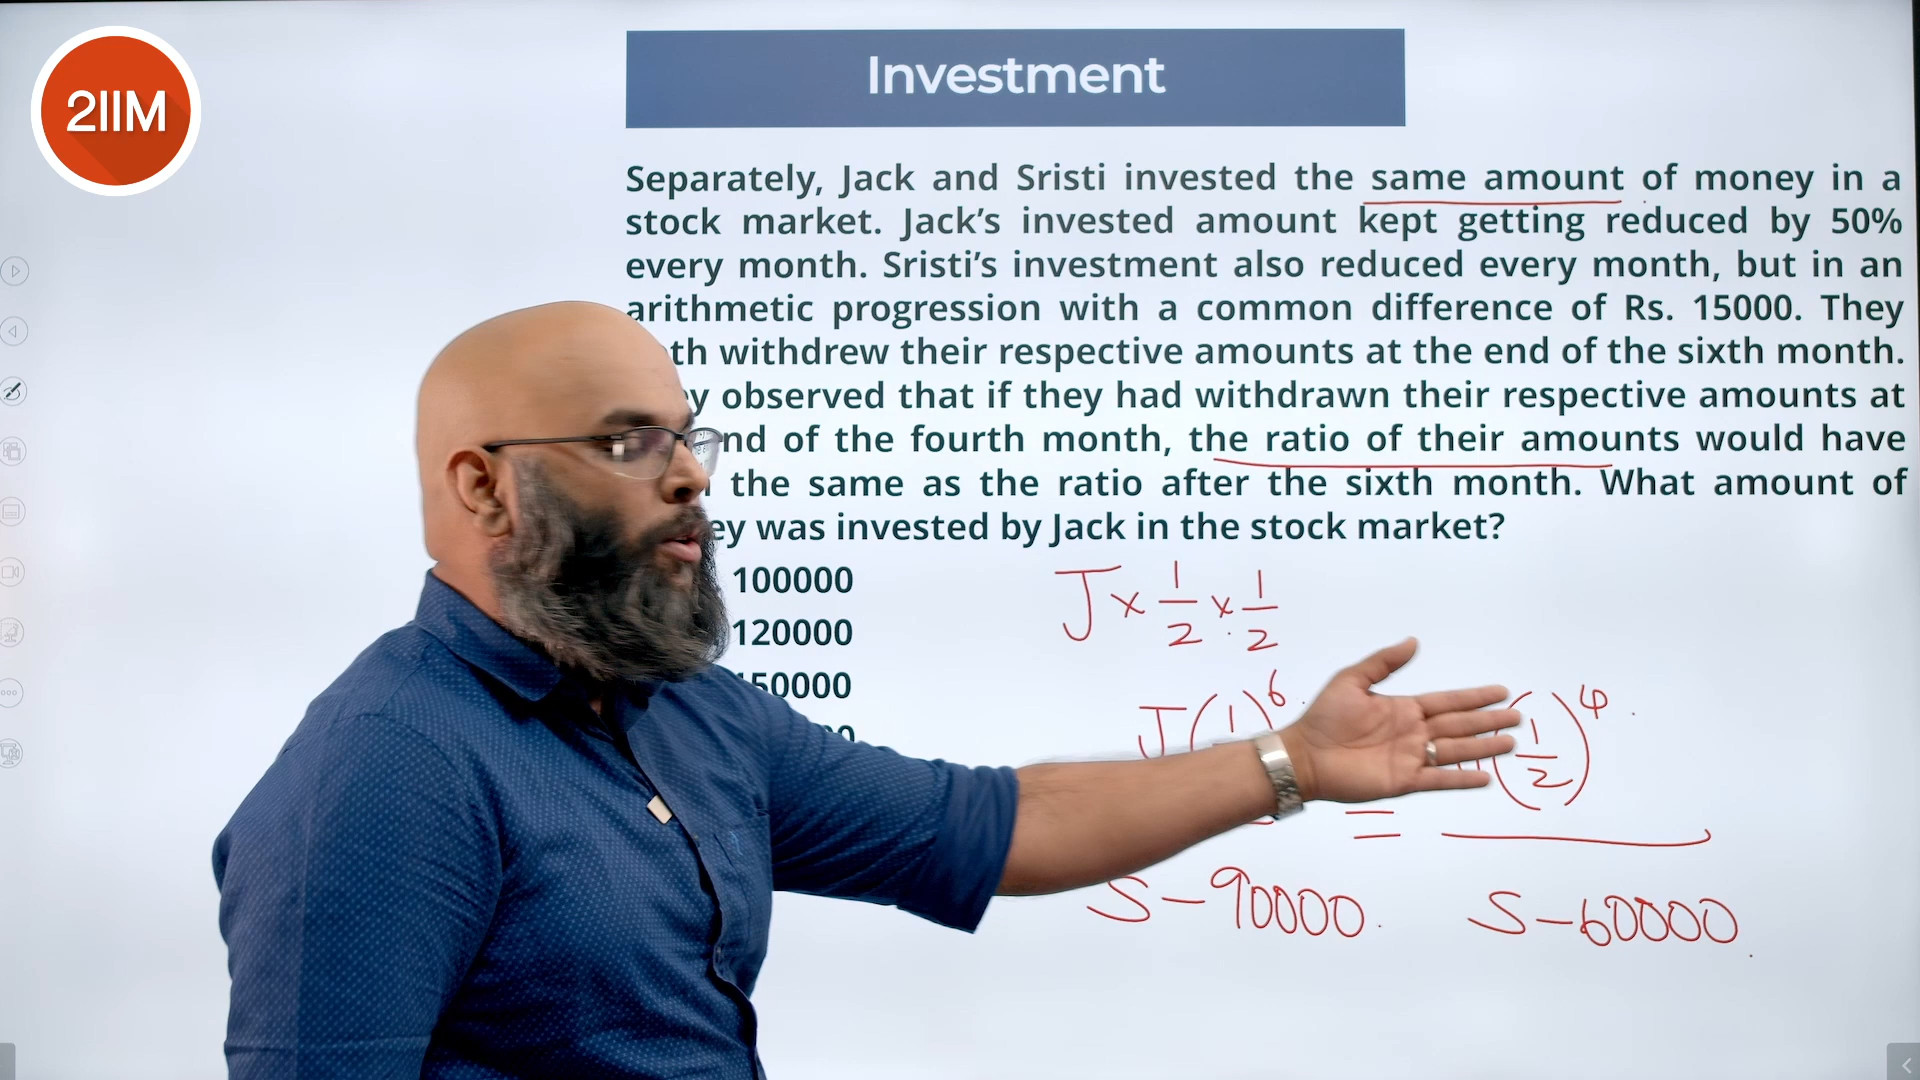 2IIM
Investment
Separately, Jack and Sristi invested the same amount of money in a
stock market. Jack's invested amount kept getting reduced by 50%
every month. Sristi's investment also reduced every month, but in an
arithmetic progression with a common difference of Rs. 15000. They
withdrew their respective amounts at the end of the sixth month.
observed that if they had withdrawn their respective amounts at
of the fourth month, the ratio of their amounts would have
the same as the ratio after the sixth month. What amount of
was invested by Jack in the stock market?
100000
120000
150000
J × 1/2 × 1/2
J(1 6 (1/2)4
=
S - 90000 S - 60000